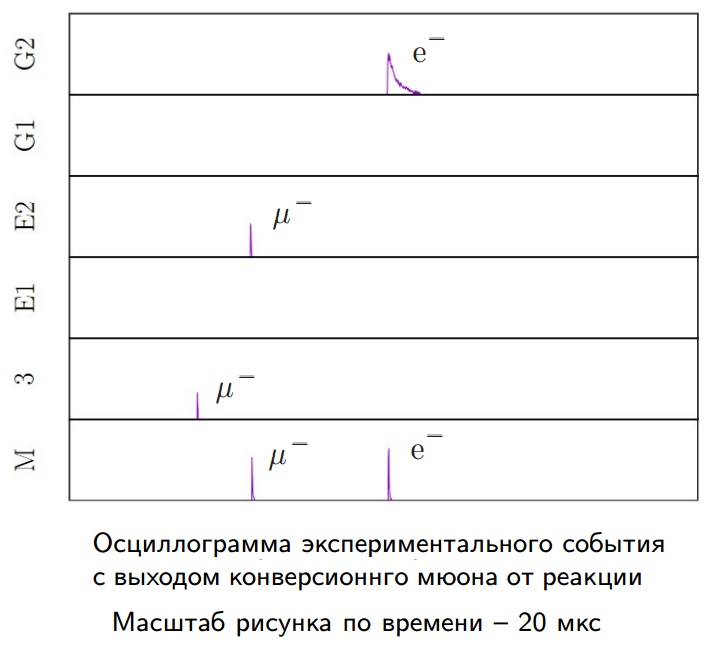 G2
e⁻
G1
E2
μ⁻
E1
3
μ⁻
M
μ⁻
e⁻
Осциллограмма экспериментального события
с выходом конверсионнго мюона от реакции
Масштаб рисунка по времени – 20 мкс